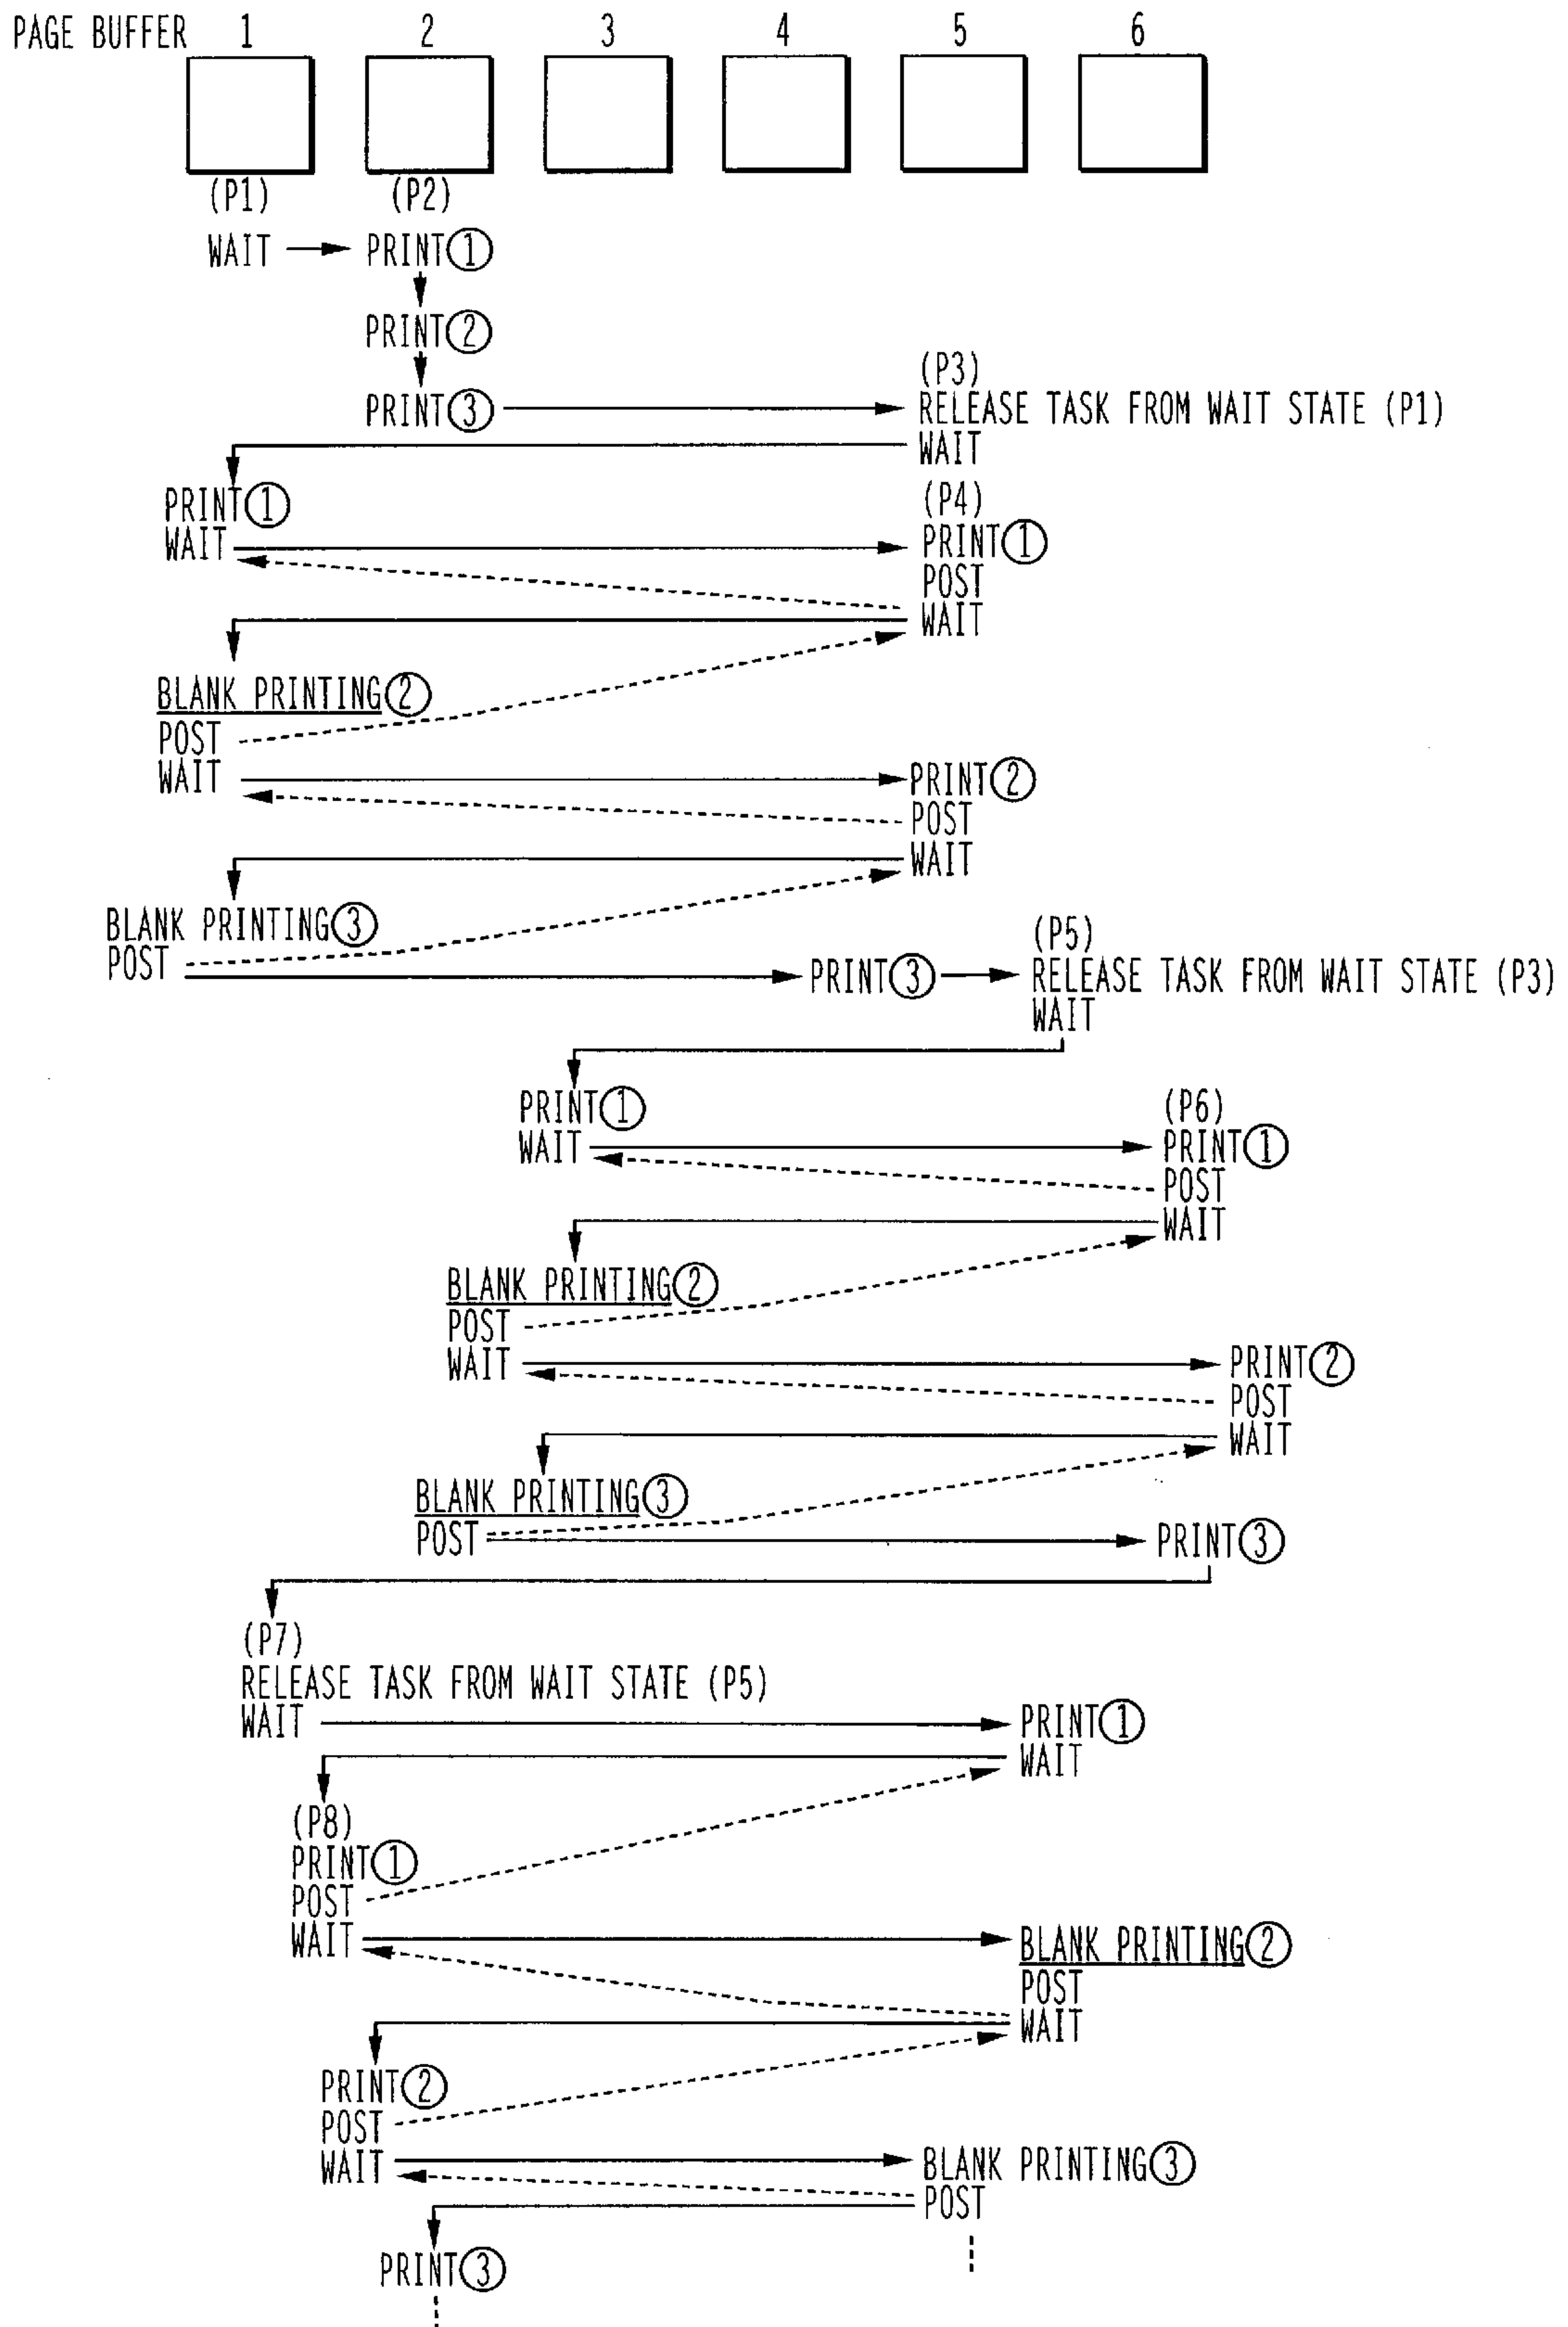 PAGE BUFFER 1 2 3 4 5 6
(P1) (P2)
WAIT PRINT①
PRINT②
(P3)
PRINT③ RELEASE TASK FROM WAIT STATE (P1)
WAIT
(P4)
PRINT①
WAIT PRINT①
POST
WAIT
BLANK PRINTING②
POST
WAIT PRINT②
POST
WAIT
BLANK PRINTING③
(P5)
POST PRINT③ RELEASE TASK FROM WAIT STATE (P3)
WAIT
PRINT① (P6)
WAIT PRINT①
POST
WAIT
BLANK PRINTING②
POST
WAIT PRINT②
POST
WAIT
BLANK PRINTING③
POST PRINT③
(P7)
RELEASE TASK FROM WAIT STATE (P5)
WAIT PRINT①
WAIT
(P8)
PRINT①
POST
WAIT BLANK PRINTING②
POST
WAIT
PRINT②
POST
WAIT BLANK PRINTING③
POST
PRINT③